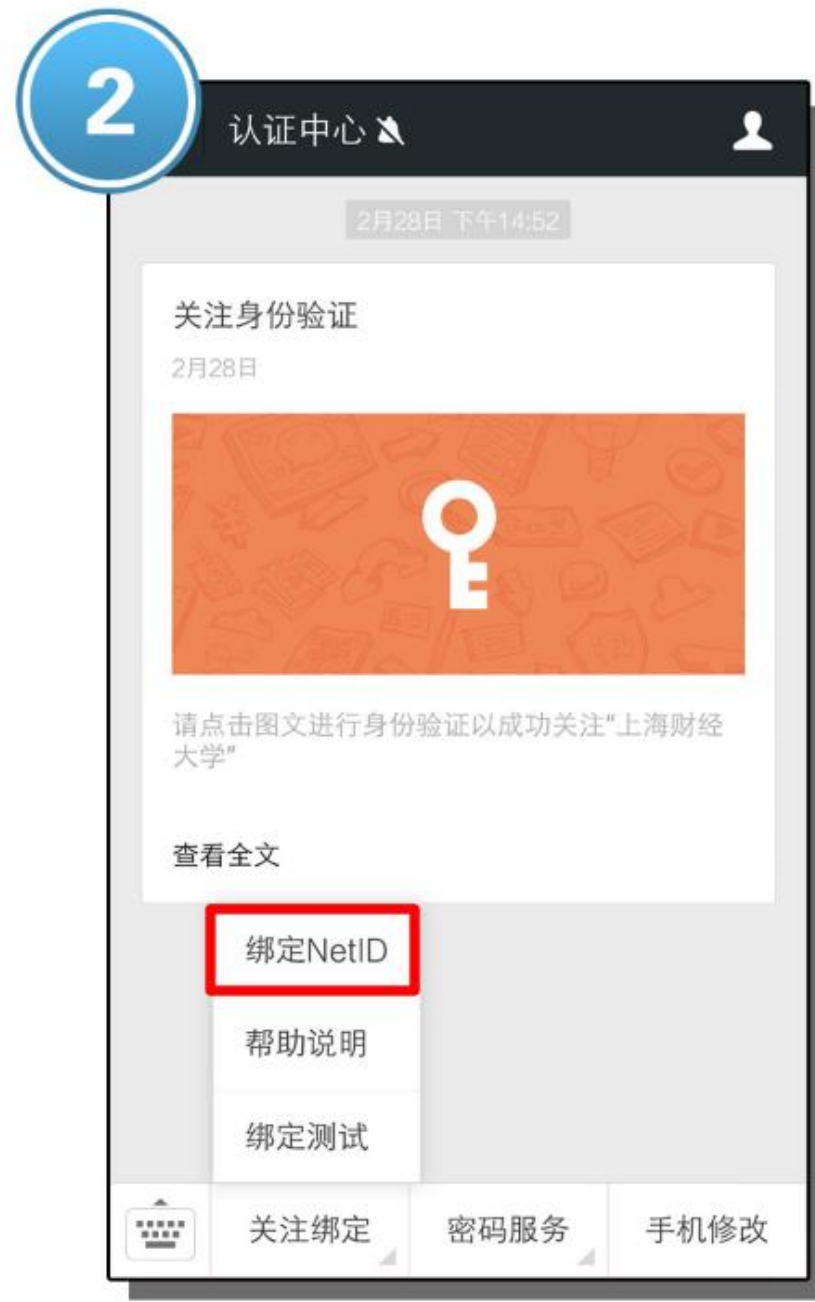 2
认证中心
2月28日 下午14:52
关注身份验证
2月28日
请点击图文进行身份验证以成功关注“上海财经
大学”
查看全文
绑定NetID
帮助说明
绑定测试
关注绑定 密码服务 手机修改